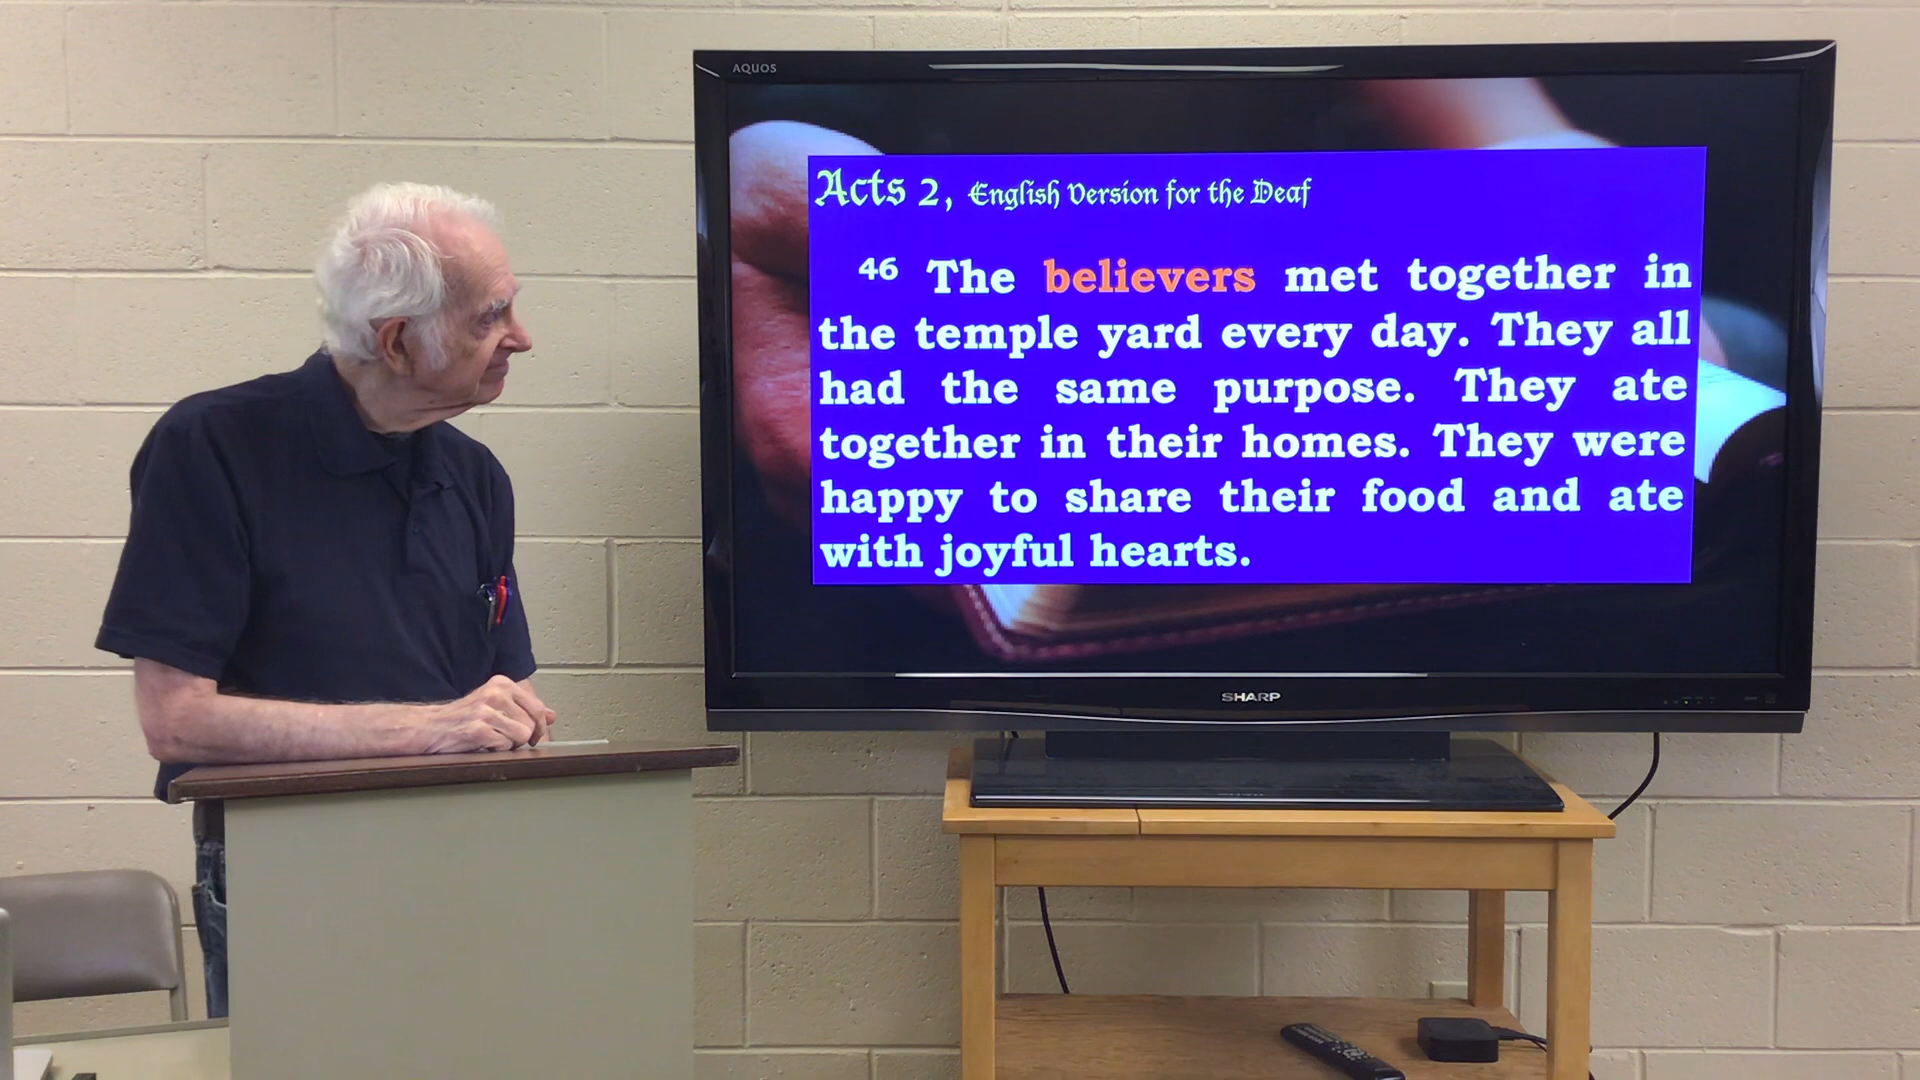 AQUOS
Acts 2, English Version for the Deaf
46 The believers met together in
the temple yard every day. They all
had the same purpose. They ate
together in their homes. They were
happy to share their food and ate
with joyful hearts.
SHARP